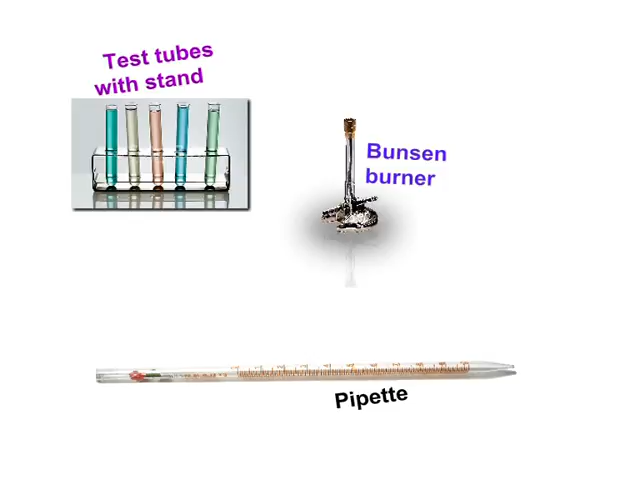 Test tubes
with stand
Bunsen
burner
Pipette